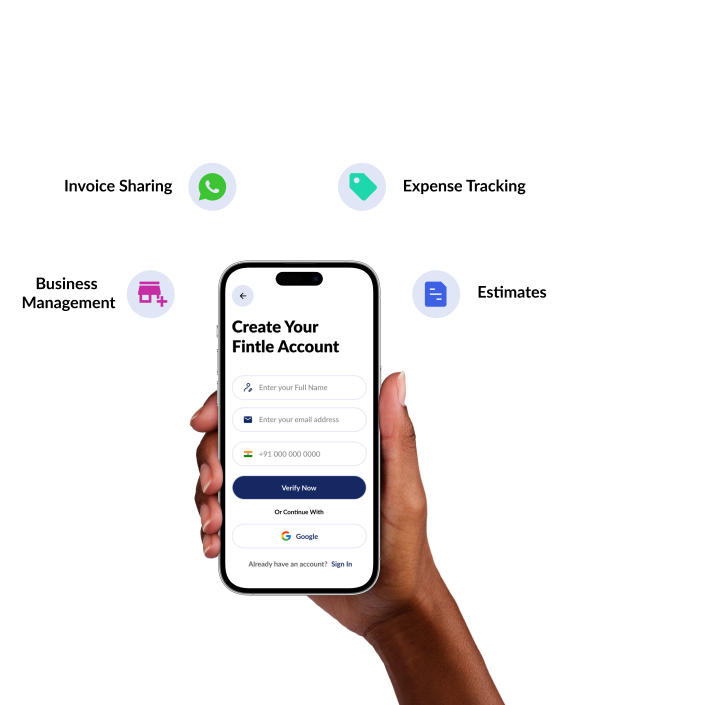 Invoice Sharing
Expense Tracking
Business
Management
Estimates
Create Your
Fintle Account
Enter your Full Name
Enter your email address
+91 000 000 0000
Verify Now
Or Continue With
Google
Already have an account? Sign In